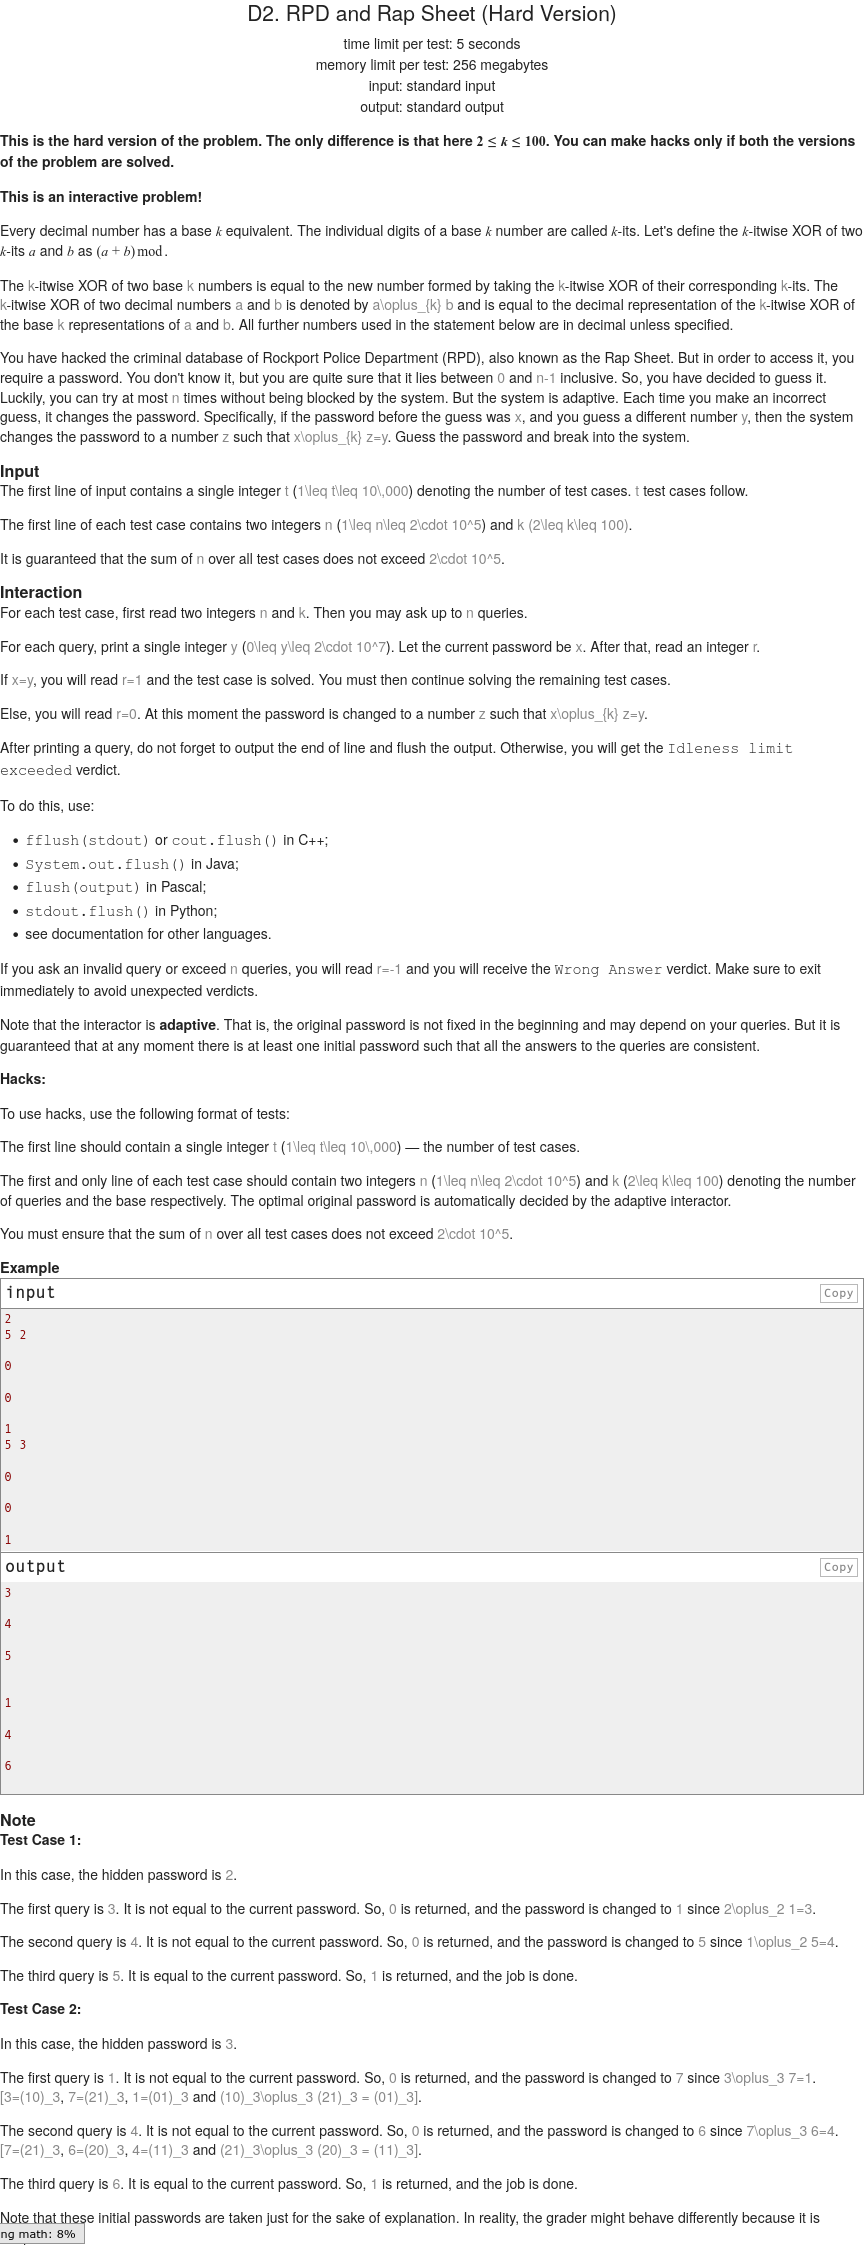 D2. RPD and Rap Sheet (Hard Version)
time limit per test: 5 seconds
memory limit per test: 256 megabytes
input: standard input
output: standard output
This is the hard version of the problem. The only difference is that here 2 ≤ k ≤ 100. You can make hacks only if both the versions
of the problem are solved.
This is an interactive problem!
Every decimal number has a base k equivalent. The individual digits of a base k number are called k-its. Let's define the k-itwise XOR of two
k-its a and b as (a + b) mod .
The k-itwise XOR of two base k numbers is equal to the new number formed by taking the k-itwise XOR of their corresponding k-its. The
k-itwise XOR of two decimal numbers a and b is denoted by a\oplus_{k} b and is equal to the decimal representation of the k-itwise XOR of
the base k representations of a and b. All further numbers used in the statement below are in decimal unless specified.
You have hacked the criminal database of Rockport Police Department (RPD), also known as the Rap Sheet. But in order to access it, you
require a password. You don't know it, but you are quite sure that it lies between 0 and n-1 inclusive. So, you have decided to guess it.
Luckily, you can try at most n times without being blocked by the system. But the system is adaptive. Each time you make an incorrect
guess, it changes the password. Specifically, if the password before the guess was x, and you guess a different number y, then the system
changes the password to a number z such that x\oplus_{k} z=y. Guess the password and break into the system.
Input
The first line of input contains a single integer t (1\leq t\leq 10\,000) denoting the number of test cases. t test cases follow.
The first line of each test case contains two integers n (1\leq n\leq 2\cdot 10^5) and k (2\leq k\leq 100).
It is guaranteed that the sum of n over all test cases does not exceed 2\cdot 10^5.
Interaction
For each test case, first read two integers n and k. Then you may ask up to n queries.
For each query, print a single integer y (0\leq y\leq 2\cdot 10^7). Let the current password be x. After that, read an integer r.
If x=y, you will read r=1 and the test case is solved. You must then continue solving the remaining test cases.
Else, you will read r=0. At this moment the password is changed to a number z such that x\oplus_{k} z=y.
After printing a query, do not forget to output the end of line and flush the output. Otherwise, you will get the Idleness limit
exceeded verdict.
To do this, use:
• fflush(stdout) or cout.flush() in C++;
• System.out.flush() in Java;
• flush(output) in Pascal;
• stdout.flush() in Python;
• see documentation for other languages.
If you ask an invalid query or exceed n queries, you will read r=-1 and you will receive the Wrong Answer verdict. Make sure to exit
immediately to avoid unexpected verdicts.
Note that the interactor is adaptive. That is, the original password is not fixed in the beginning and may depend on your queries. But it is
guaranteed that at any moment there is at least one initial password such that all the answers to the queries are consistent.
Hacks:
To use hacks, use the following format of tests:
The first line should contain a single integer t (1\leq t\leq 10\,000) — the number of test cases.
The first and only line of each test case should contain two integers n (1\leq n\leq 2\cdot 10^5) and k (2\leq k\leq 100) denoting the number
of queries and the base respectively. The optimal original password is automatically decided by the adaptive interactor.
You must ensure that the sum of n over all test cases does not exceed 2\cdot 10^5.
Example
input
Copy
2
5 2
0
0
1
5 3
0
0
1
output
Copy
3
4
5
1
4
6
Note
Test Case 1:
In this case, the hidden password is 2.
The first query is 3. It is not equal to the current password. So, 0 is returned, and the password is changed to 1 since 2\oplus_2 1=3.
The second query is 4. It is not equal to the current password. So, 0 is returned, and the password is changed to 5 since 1\oplus_2 5=4.
The third query is 5. It is equal to the current password. So, 1 is returned, and the job is done.
Test Case 2:
In this case, the hidden password is 3.
The first query is 1. It is not equal to the current password. So, 0 is returned, and the password is changed to 7 since 3\oplus_3 7=1.
[3=(10)_3, 7=(21)_3, 1=(01)_3 and (10)_3\oplus_3 (21)_3 = (01)_3].
The second query is 4. It is not equal to the current password. So, 0 is returned, and the password is changed to 6 since 7\oplus_3 6=4.
[7=(21)_3, 6=(20)_3, 4=(11)_3 and (21)_3\oplus_3 (20)_3 = (11)_3].
The third query is 6. It is equal to the current password. So, 1 is returned, and the job is done.
Note that these initial passwords are taken just for the sake of explanation. In reality, the grader might behave differently because it is
ng math: 8%